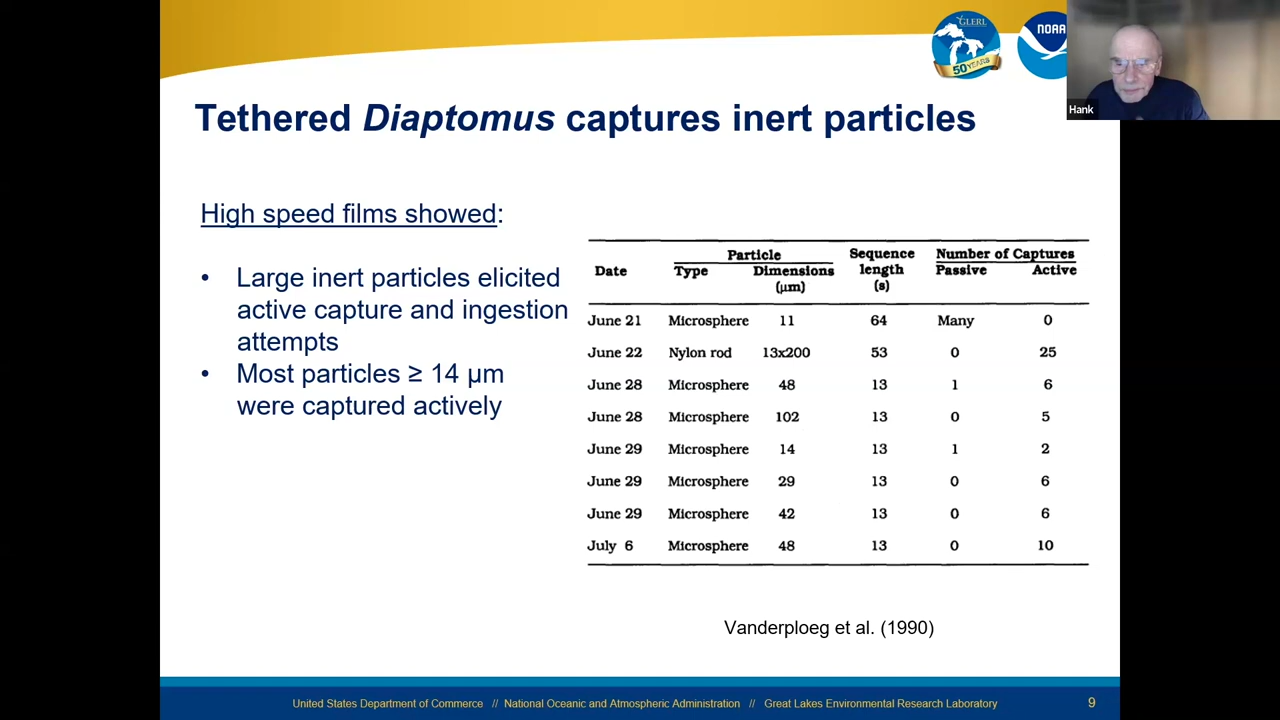 GLERL
50 YEARS
NOAA
Hank
Tethered Diaptomus captures inert particles
High speed films showed:
• Large inert particles elicited
active capture and ingestion
attempts
• Most particles ≥ 14 µm
were captured actively
Particle Sequence Number of Captures
Date Type Dimensions length Passive Active
(µm) (s)
June 21 Microsphere 11 64 Many 0
June 22 Nylon rod 13x200 53 0 25
June 28 Microsphere 48 13 1 6
June 28 Microsphere 102 13 0 5
June 29 Microsphere 14 13 1 2
June 29 Microsphere 29 13 0 6
June 29 Microsphere 42 13 0 6
July 6 Microsphere 48 13 0 10
Vanderploeg et al. (1990)
United States Department of Commerce // National Oceanic and Atmospheric Administration // Great Lakes Environmental Research Laboratory 9